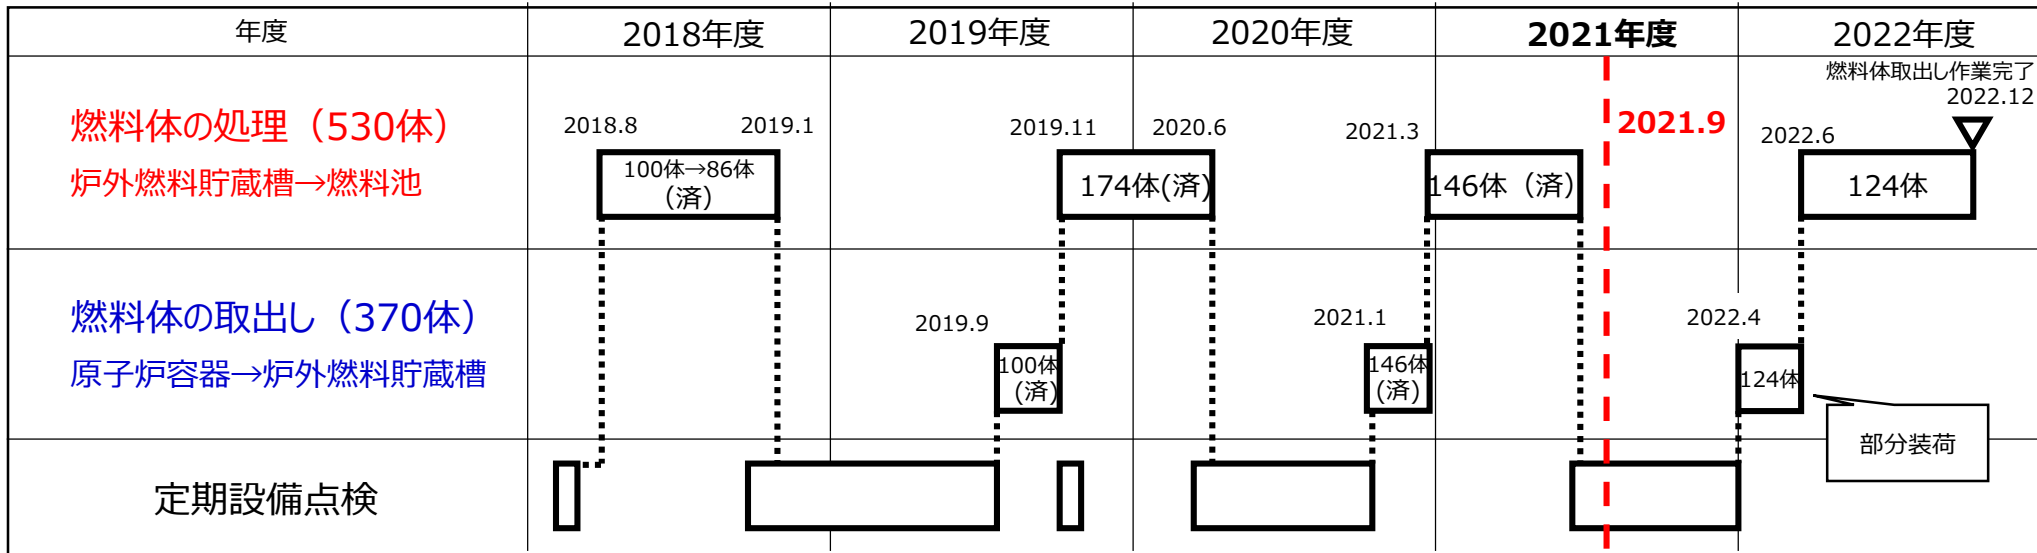 年度
2018年度
2019年度
2020年度
2021年度
2022年度
燃料体取出し作業完了
2022.12
燃料体の処理（530体）
炉外燃料貯蔵槽→燃料池
2018.8
2019.1
100体→86体
（済）
2019.11
2020.6
174体(済)
2021.3
146体（済）
2021.9
2022.6
124体
燃料体の取出し（370体）
原子炉容器→炉外燃料貯蔵槽
2019.9
100体
(済)
2021.1
146体
(済)
2022.4
124体
部分装荷
定期設備点検